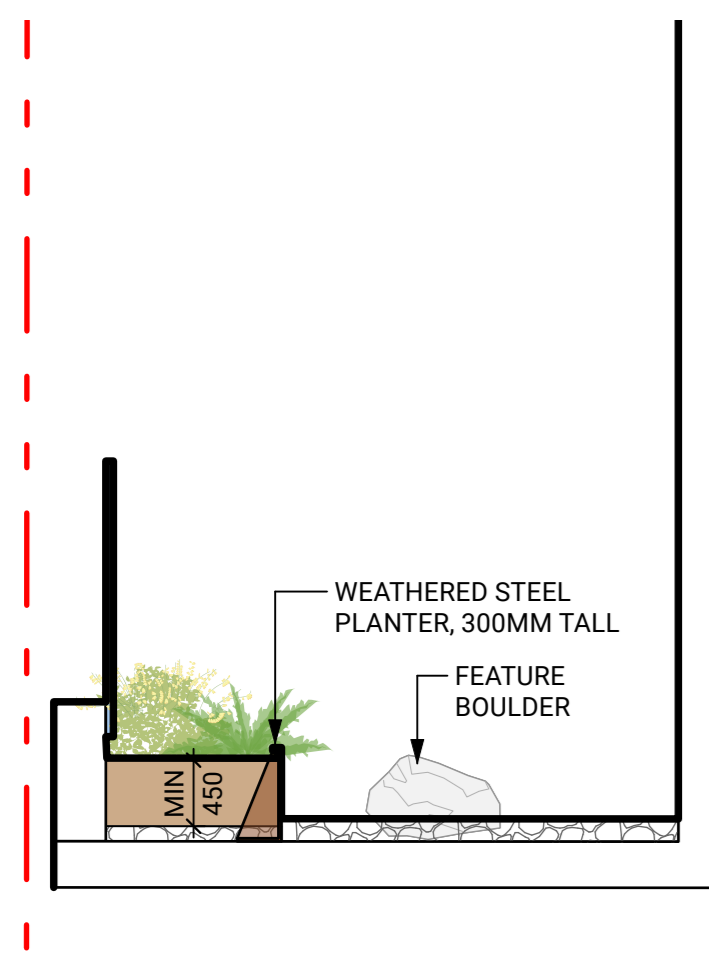 WEATHERED STEEL
PLANTER, 300MM TALL
FEATURE
BOULDER
MIN
450